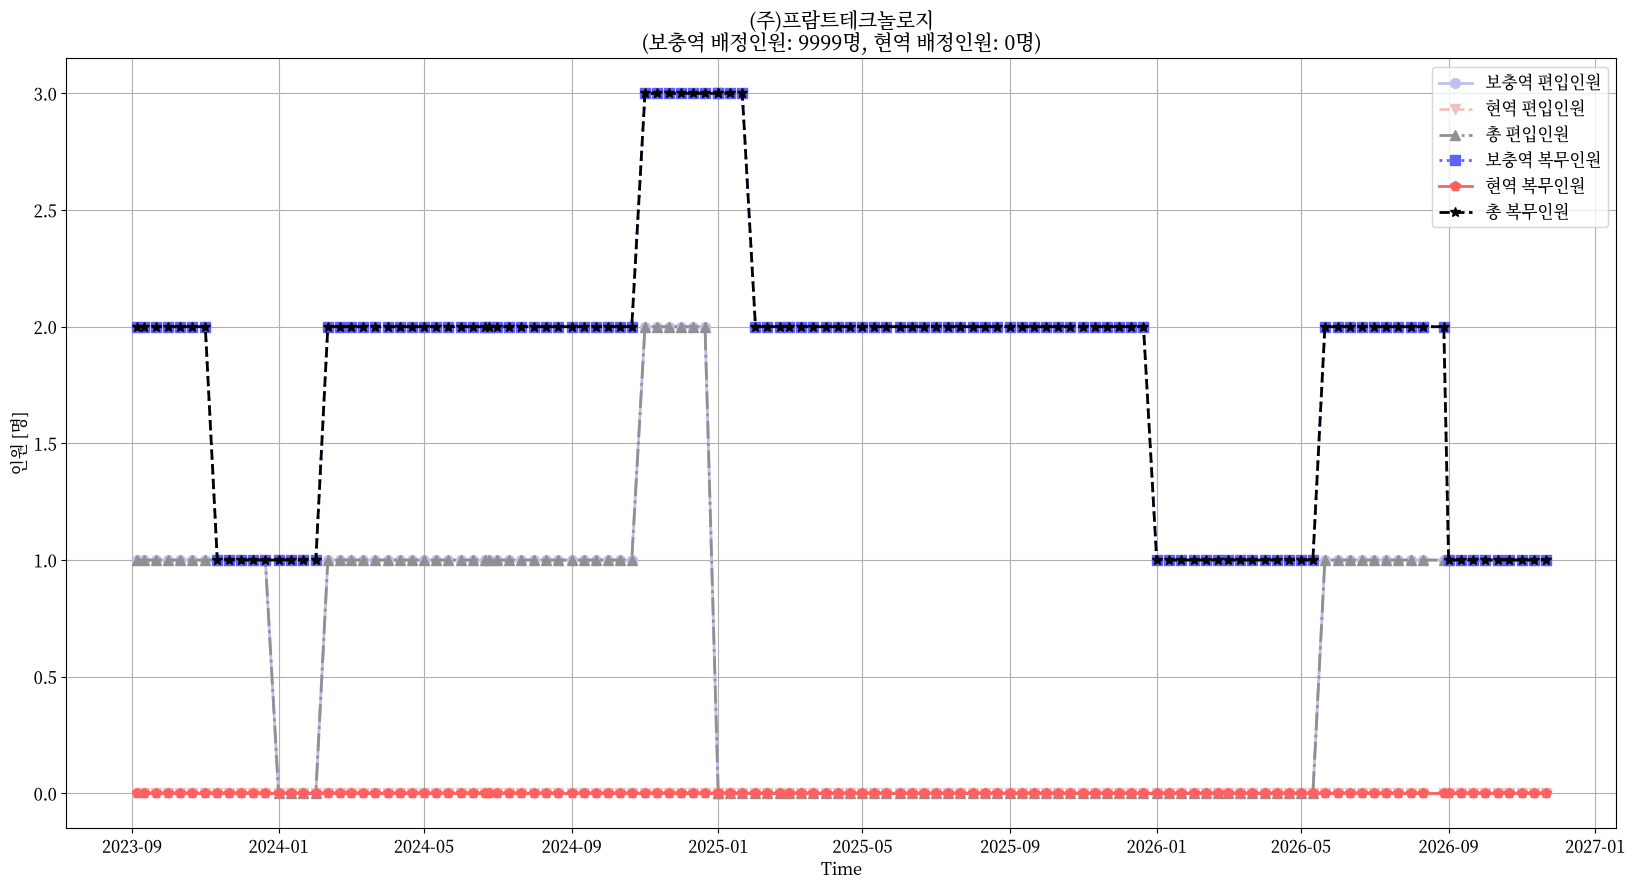 (주)프람트테크놀로지
(보충역 배정인원: 9999명, 현역 배정인원: 0명)
보충역 편입인원
현역 편입인원
총 편입인원
보충역 복무인원
현역 복무인원
총 복무인원
인원 [명]
3.0
2.5
2.0
1.5
1.0
0.5
0.0
2023-09
2024-01
2024-05
2024-09
2025-01
2025-05
2025-09
2026-01
2026-05
2026-09
2027-01
Time